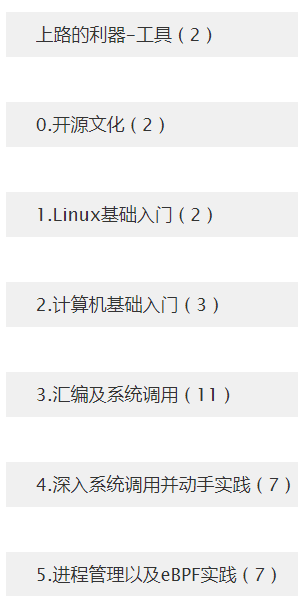 上路的利器-工具 ( 2 )
0.开源文化 ( 2 )
1.Linux基础入门 ( 2 )
2.计算机基础入门 ( 3 )
3.汇编及系统调用 ( 11 )
4.深入系统调用并动手实践 ( 7 )
5.进程管理以及eBPF实践 ( 7 )